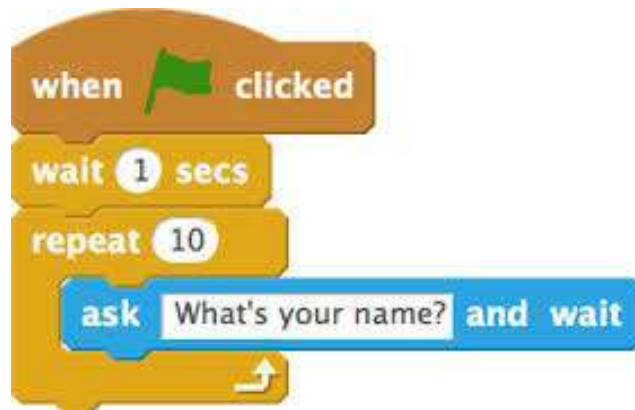 when clicked
wait 1 secs
repeat 10
ask What's your name? and wait